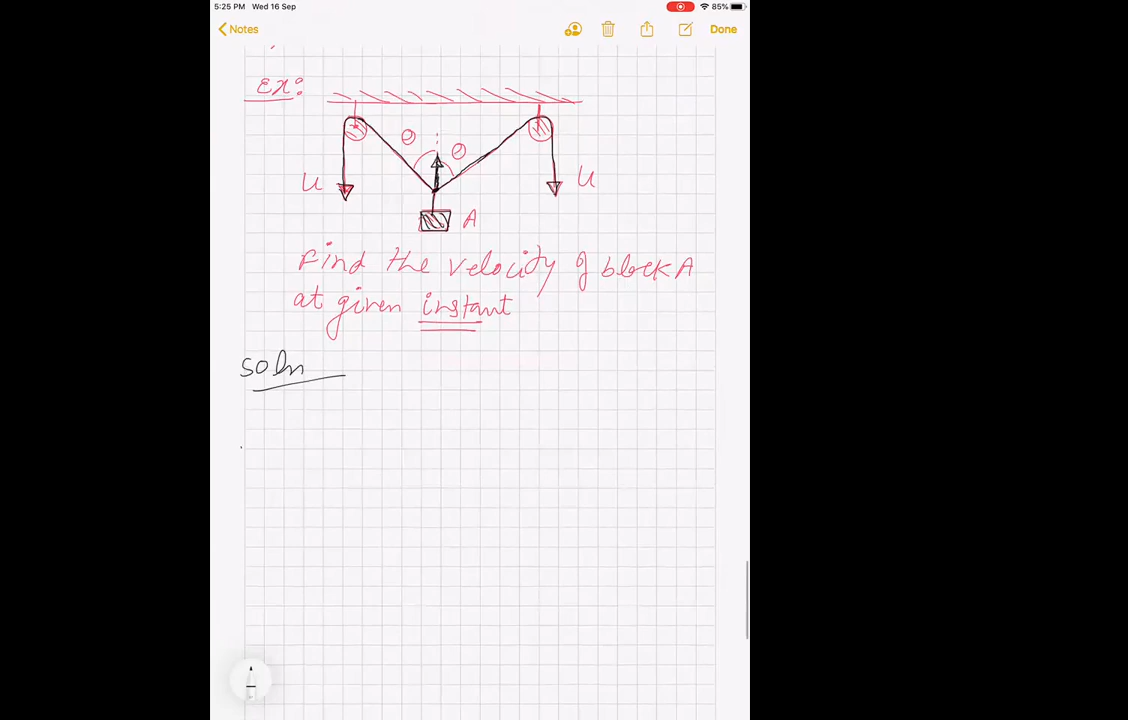 5:25 PM Wed 16 Sep
85%
Notes
Done
Ex:
θ
θ
u
u
A
Find the velocity of block A
at given instant
soln